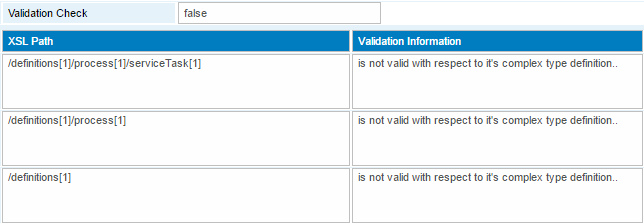 Validation Check false
XSL Path Validation Information
/definitions[1]/process[1]/serviceTask[1] is not valid with respect to it's complex type definition..
/definitions[1]/process[1] is not valid with respect to it's complex type definition..
/definitions[1] is not valid with respect to it's complex type definition..